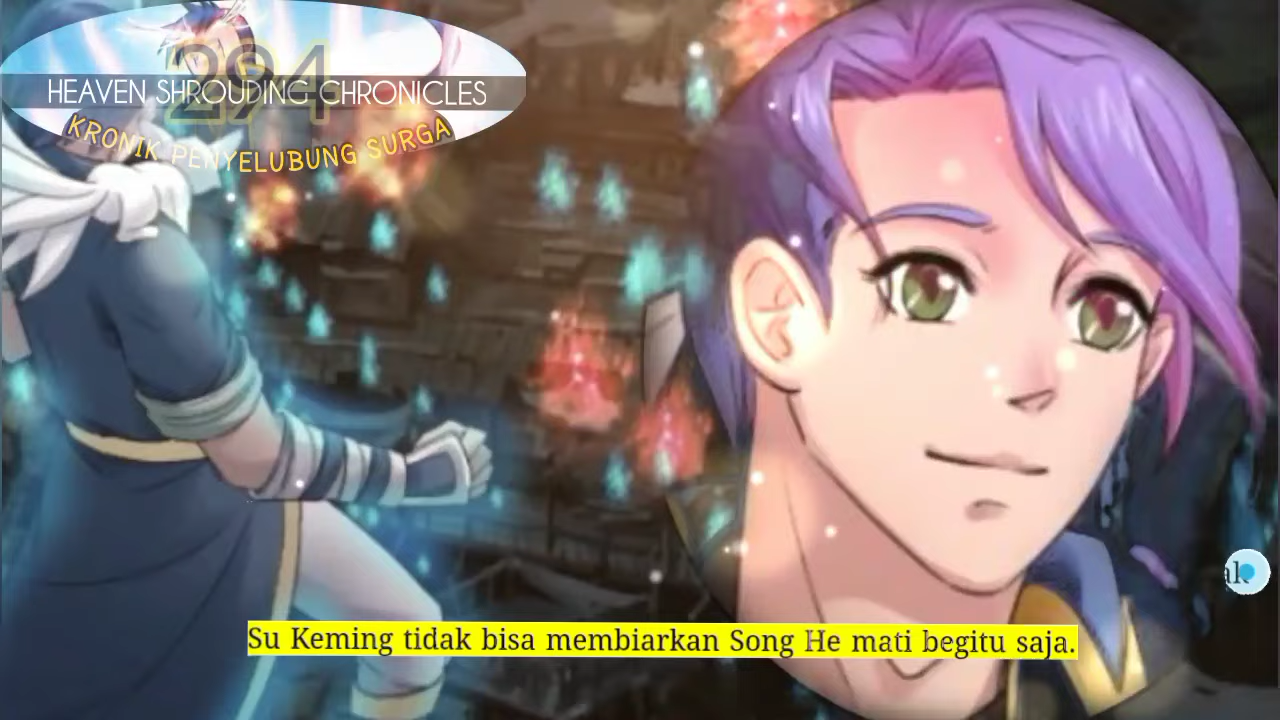 294
HEAVEN SHROUDING CHRONICLES
KRONIK PENYELUBUNG SURGA
Su Keming tidak bisa membiarkan Song He mati begitu saja.